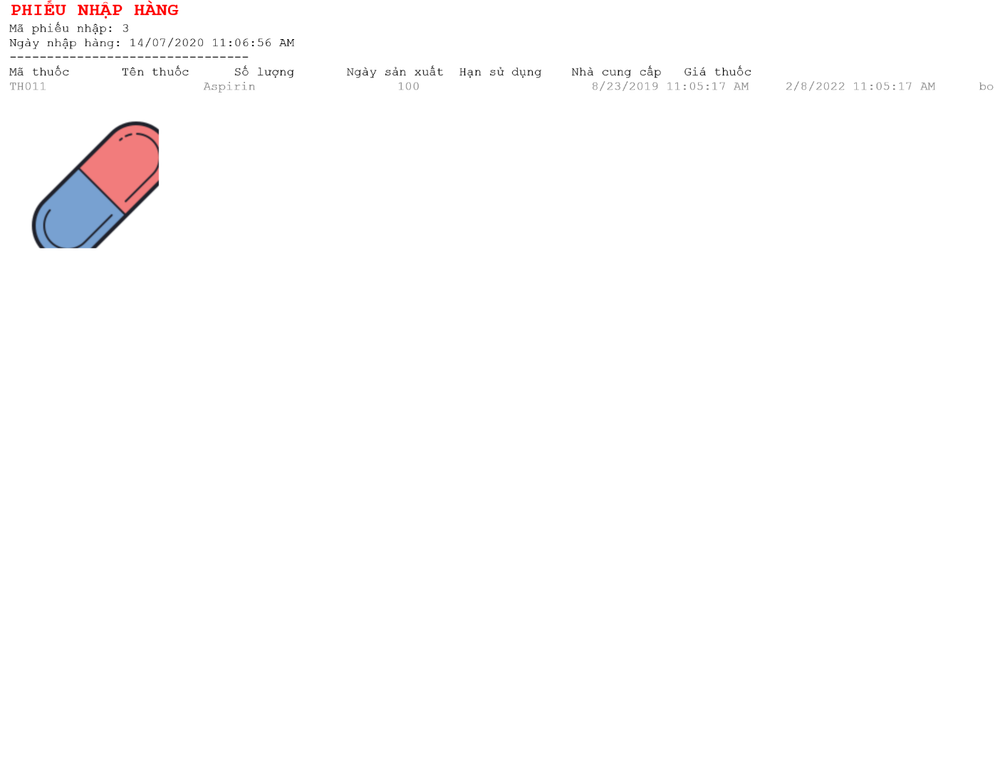 PHIẾU NHẬP HÀNG
Mã phiếu nhập: 3
Ngày nhập hàng: 14/07/2020 11:06:56 AM
--------------------------------
Mã thuốc Tên thuốc Số lượng Ngày sản xuất Hạn sử dụng Nhà cung cấp Giá thuốc
TH011 Aspirin 100 8/23/2019 11:05:17 AM 2/8/2022 11:05:17 AM bo